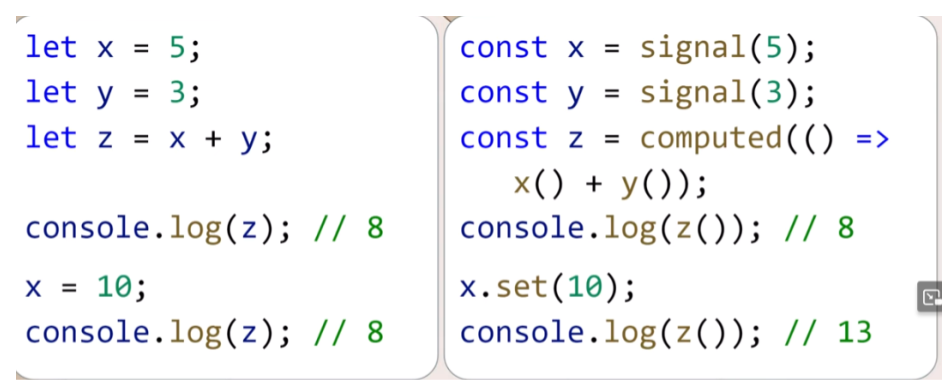 let x = 5;
let y = 3;
let z = x + y;
console.log(z); // 8
x = 10;
console.log(z); // 8
const x = signal(5);
const y = signal(3);
const z = computed(() =>
x() + y());
console.log(z()); // 8
x.set(10);
console.log(z()); // 13